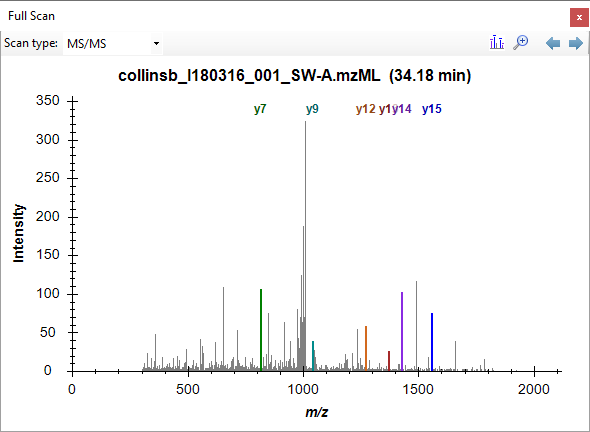 Full Scan
x
Scan type: MS/MS
collinsb_I180316_001_SW-A.mzML (34.18 min)
y7 y9 y12 y14 y15
350
300
250
200
150
100
50
0
Intensity
0 500 1000 1500 2000
m/z